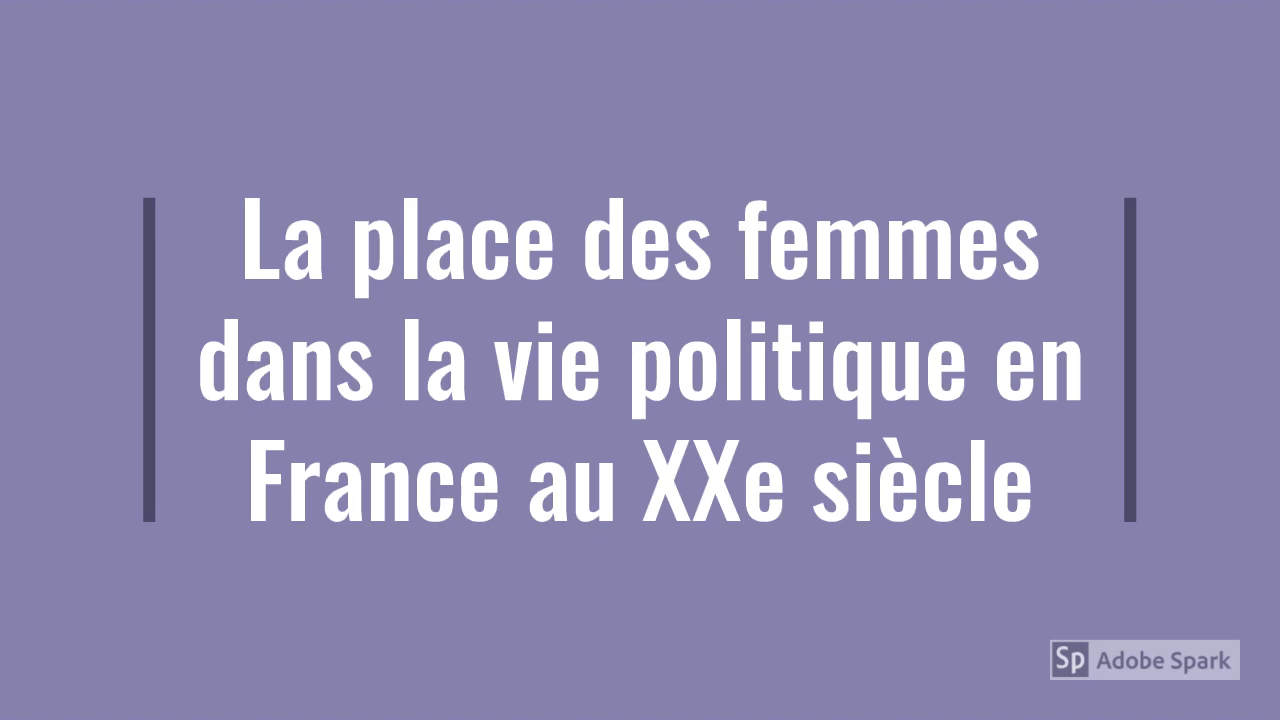 La place des femmes
dans la vie politique en
France au XXe siècle
Sp Adobe Spark